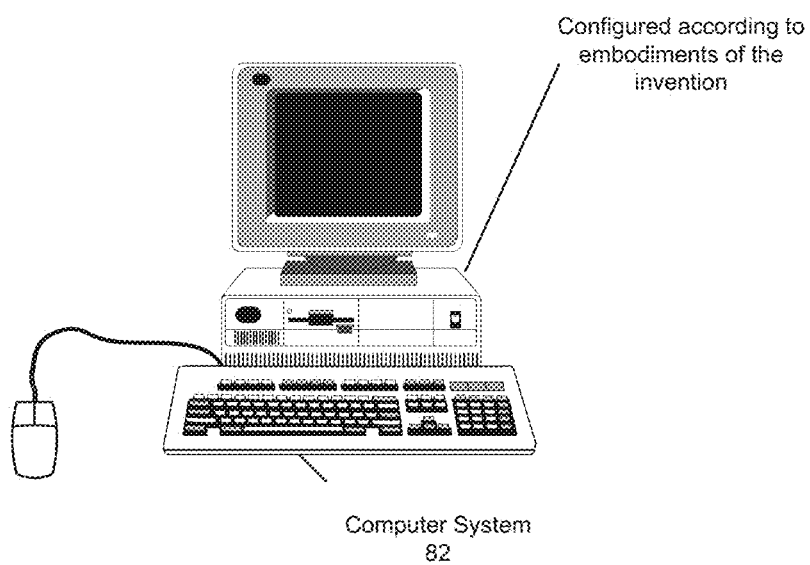 Configured according to
embodiments of the
invention
Computer System
82